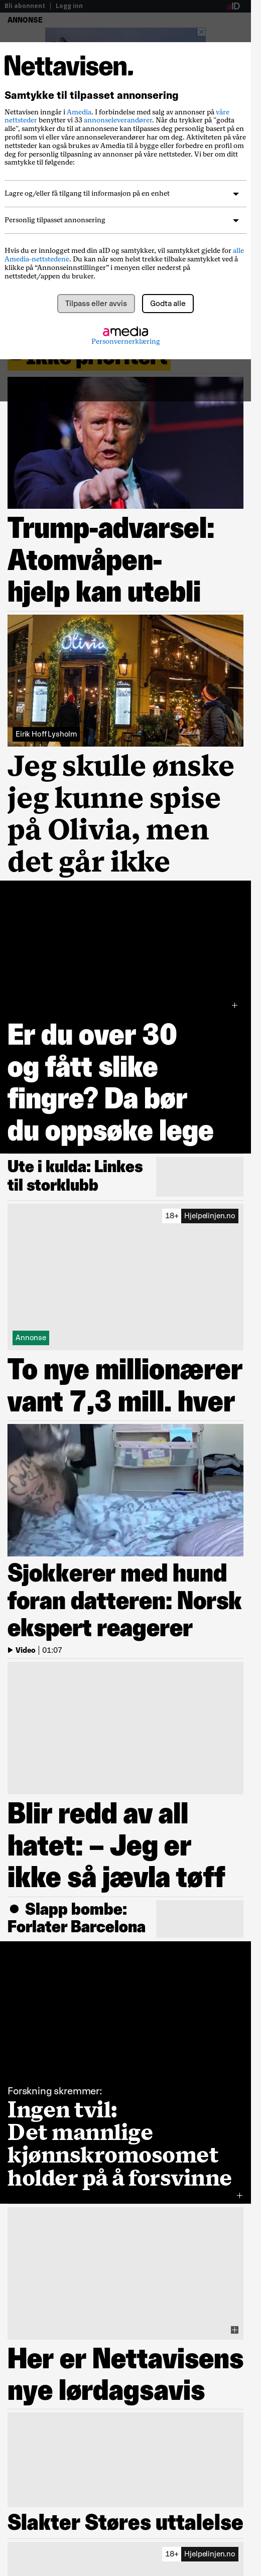 Bli abonnent | Logg inn
aID
ANNONSE
Nettavisen.
Samtykke til tilpasset annonsering
Nettavisen inngår i Amedia. I forbindelse med salg av annonser på våre
nettsteder benytter vi 33 annonseleverandører. Når du trykker på "godta
alle", samtykker du til at annonsene kan tilpasses deg personlig basert på en
profil som vi eller våre annonseleverandører har om deg. Aktiviteten på våre
nettsteder kan også brukes av Amedia til å bygge eller forbedre en profil om
deg for personlig tilpasning av annonser på våre nettsteder. Vi ber om ditt
samtykke til følgende:
Lagre og/eller få tilgang til informasjon på en enhet
Personlig tilpasset annonsering
Hvis du er innlogget med din aID og samtykker, vil samtykket gjelde for alle
Amedia-nettstedene. Du kan når som helst trekke tilbake samtykket ved å
klikke på “Annonseinnstillinger” i menyen eller nederst på
nettstedet/appen du bruker.
Tilpass eller avvis
Godta alle
amedia
Personvernerklæring
– Ikke prioritert
Trump-advarsel:
Atomvåpen-
hjelp kan utebli
Olivia
Eirik Hoff Lysholm
Jeg skulle ønske
jeg kunne spise
på Olivia, men
det går ikke
Er du over 30
og fått slike
fingre? Da bør
du oppsøke lege
Ute i kulda: Linkes
til storklubb
18+ Hjelpelinjen.no
Annonse
To nye millionærer
vant 7,3 mill. hver
Sjokkerer med hund
foran datteren: Norsk
ekspert reagerer
Video | 01:07
Blir redd av all
hatet: – Jeg er
ikke så jævla tøff
● Slapp bombe:
Forlater Barcelona
Forskning skremmer:
Ingen tvil:
Det mannlige
kjønnskromosomet
holder på å forsvinne
Her er Nettavisens
nye lørdagsavis
Slakter Støres uttalelse
18+ Hjelpelinjen.no